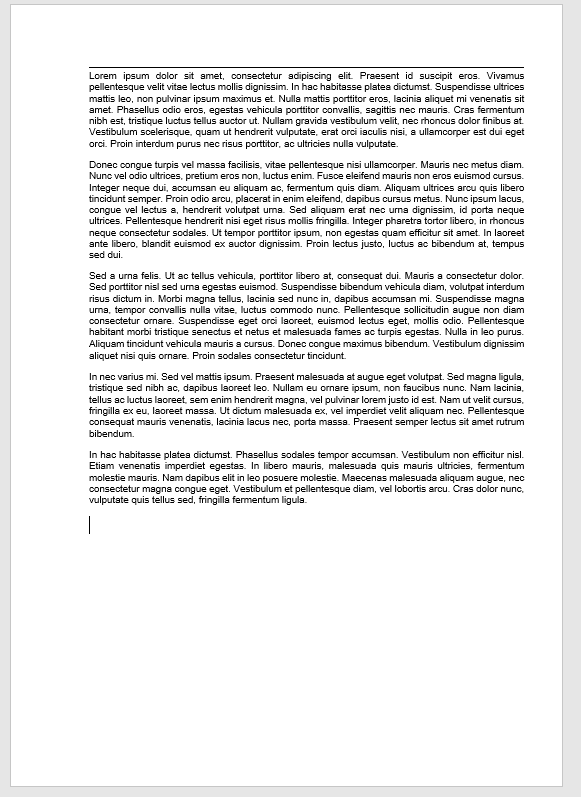 Lorem ipsum dolor sit amet, consectetur adipiscing elit. Praesent id suscipit eros. Vivamus
pellentesque velit vitae lectus mollis dignissim. In hac habitasse platea dictumst. Suspendisse ultrices
mattis leo, non pulvinar ipsum maximus et. Nulla mattis porttitor eros, lacinia aliquet mi venenatis sit
amet. Phasellus odio eros, egestas vehicula porttitor convallis, sagittis nec mauris. Cras fermentum
nibh est, tristique luctus tellus auctor ut. Nullam gravida vestibulum velit, nec rhoncus dolor finibus at.
Vestibulum scelerisque, quam ut hendrerit vulputate, erat orci iaculis nisi, a ullamcorper est dui eget
orci. Proin interdum purus nec risus porttitor, ac ultricies nulla vulputate.
Donec congue turpis vel massa facilisis, vitae pellentesque nisi ullamcorper. Mauris nec metus diam.
Nunc vel odio ultrices, pretium eros non, luctus enim. Fusce eleifend mauris non eros euismod cursus.
Integer neque dui, accumsan eu aliquam ac, fermentum quis diam. Aliquam ultrices arcu quis libero
tincidunt semper. Proin odio arcu, placerat in enim eleifend, dapibus cursus metus. Nunc ipsum lacus,
congue vel lectus a, hendrerit volutpat urna. Sed aliquam erat nec urna dignissim, id porta neque
ultrices. Pellentesque hendrerit nisi eget risus mollis fringilla. Integer pharetra tortor libero, in rhoncus
neque consectetur sodales. Ut tempor porttitor ipsum, non egestas quam efficitur sit amet. In laoreet
ante libero, blandit euismod ex auctor dignissim. Proin lectus justo, luctus ac bibendum at, tempus
sed dui.
Sed a urna felis. Ut ac tellus vehicula, porttitor libero at, consequat dui. Mauris a consectetur dolor.
Sed porttitor nisl sed urna egestas euismod. Suspendisse bibendum vehicula diam, volutpat interdum
risus dictum in. Morbi magna tellus, lacinia sed nunc in, dapibus accumsan mi. Suspendisse magna
urna, tempor convallis nulla vitae, luctus commodo nunc. Pellentesque sollicitudin augue non diam
consectetur ornare. Suspendisse eget orci laoreet, euismod lectus eget, mollis odio. Pellentesque
habitant morbi tristique senectus et netus et malesuada fames ac turpis egestas. Nulla in leo purus.
Aliquam tincidunt vehicula mauris a cursus. Donec congue maximus bibendum. Vestibulum dignissim
aliquet nisi quis ornare. Proin sodales consectetur tincidunt.
In nec varius mi. Sed vel mattis ipsum. Praesent malesuada at augue eget volutpat. Sed magna ligula,
tristique sed nibh ac, dapibus laoreet leo. Nullam eu ornare ipsum, non faucibus nunc. Nam lacinia,
tellus ac luctus laoreet, sem enim hendrerit magna, vel pulvinar lorem justo id est. Nam ut velit cursus,
fringilla ex eu, laoreet massa. Ut dictum malesuada ex, vel imperdiet velit aliquam nec. Pellentesque
consequat mauris venenatis, lacinia lacus nec, porta massa. Praesent semper lectus sit amet rutrum
bibendum.
In hac habitasse platea dictumst. Phasellus sodales tempor accumsan. Vestibulum non efficitur nisl.
Etiam venenatis imperdiet egestas. In libero mauris, malesuada quis mauris ultricies, fermentum
molestie mauris. Nam dapibus elit in leo posuere molestie. Maecenas malesuada aliquam augue, nec
consectetur magna congue eget. Vestibulum et pellentesque diam, vel lobortis arcu. Cras dolor nunc,
vulputate quis tellus sed, fringilla fermentum ligula.